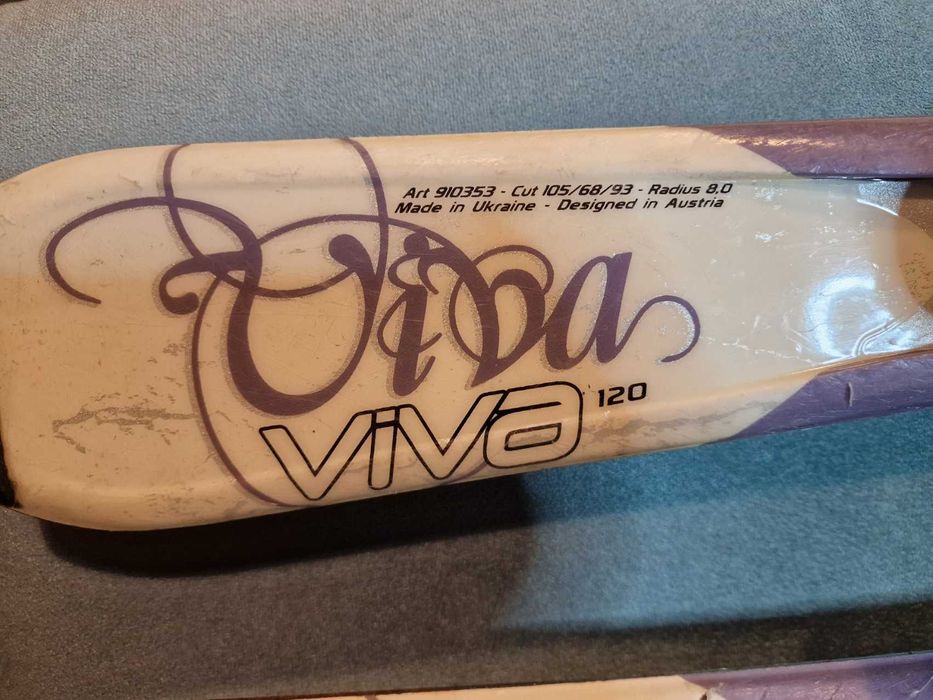 Art 910353 - Cut 105/68/93 - Radius 8,0
Made in Ukraine - Designed in Austria
Viva
viva 120